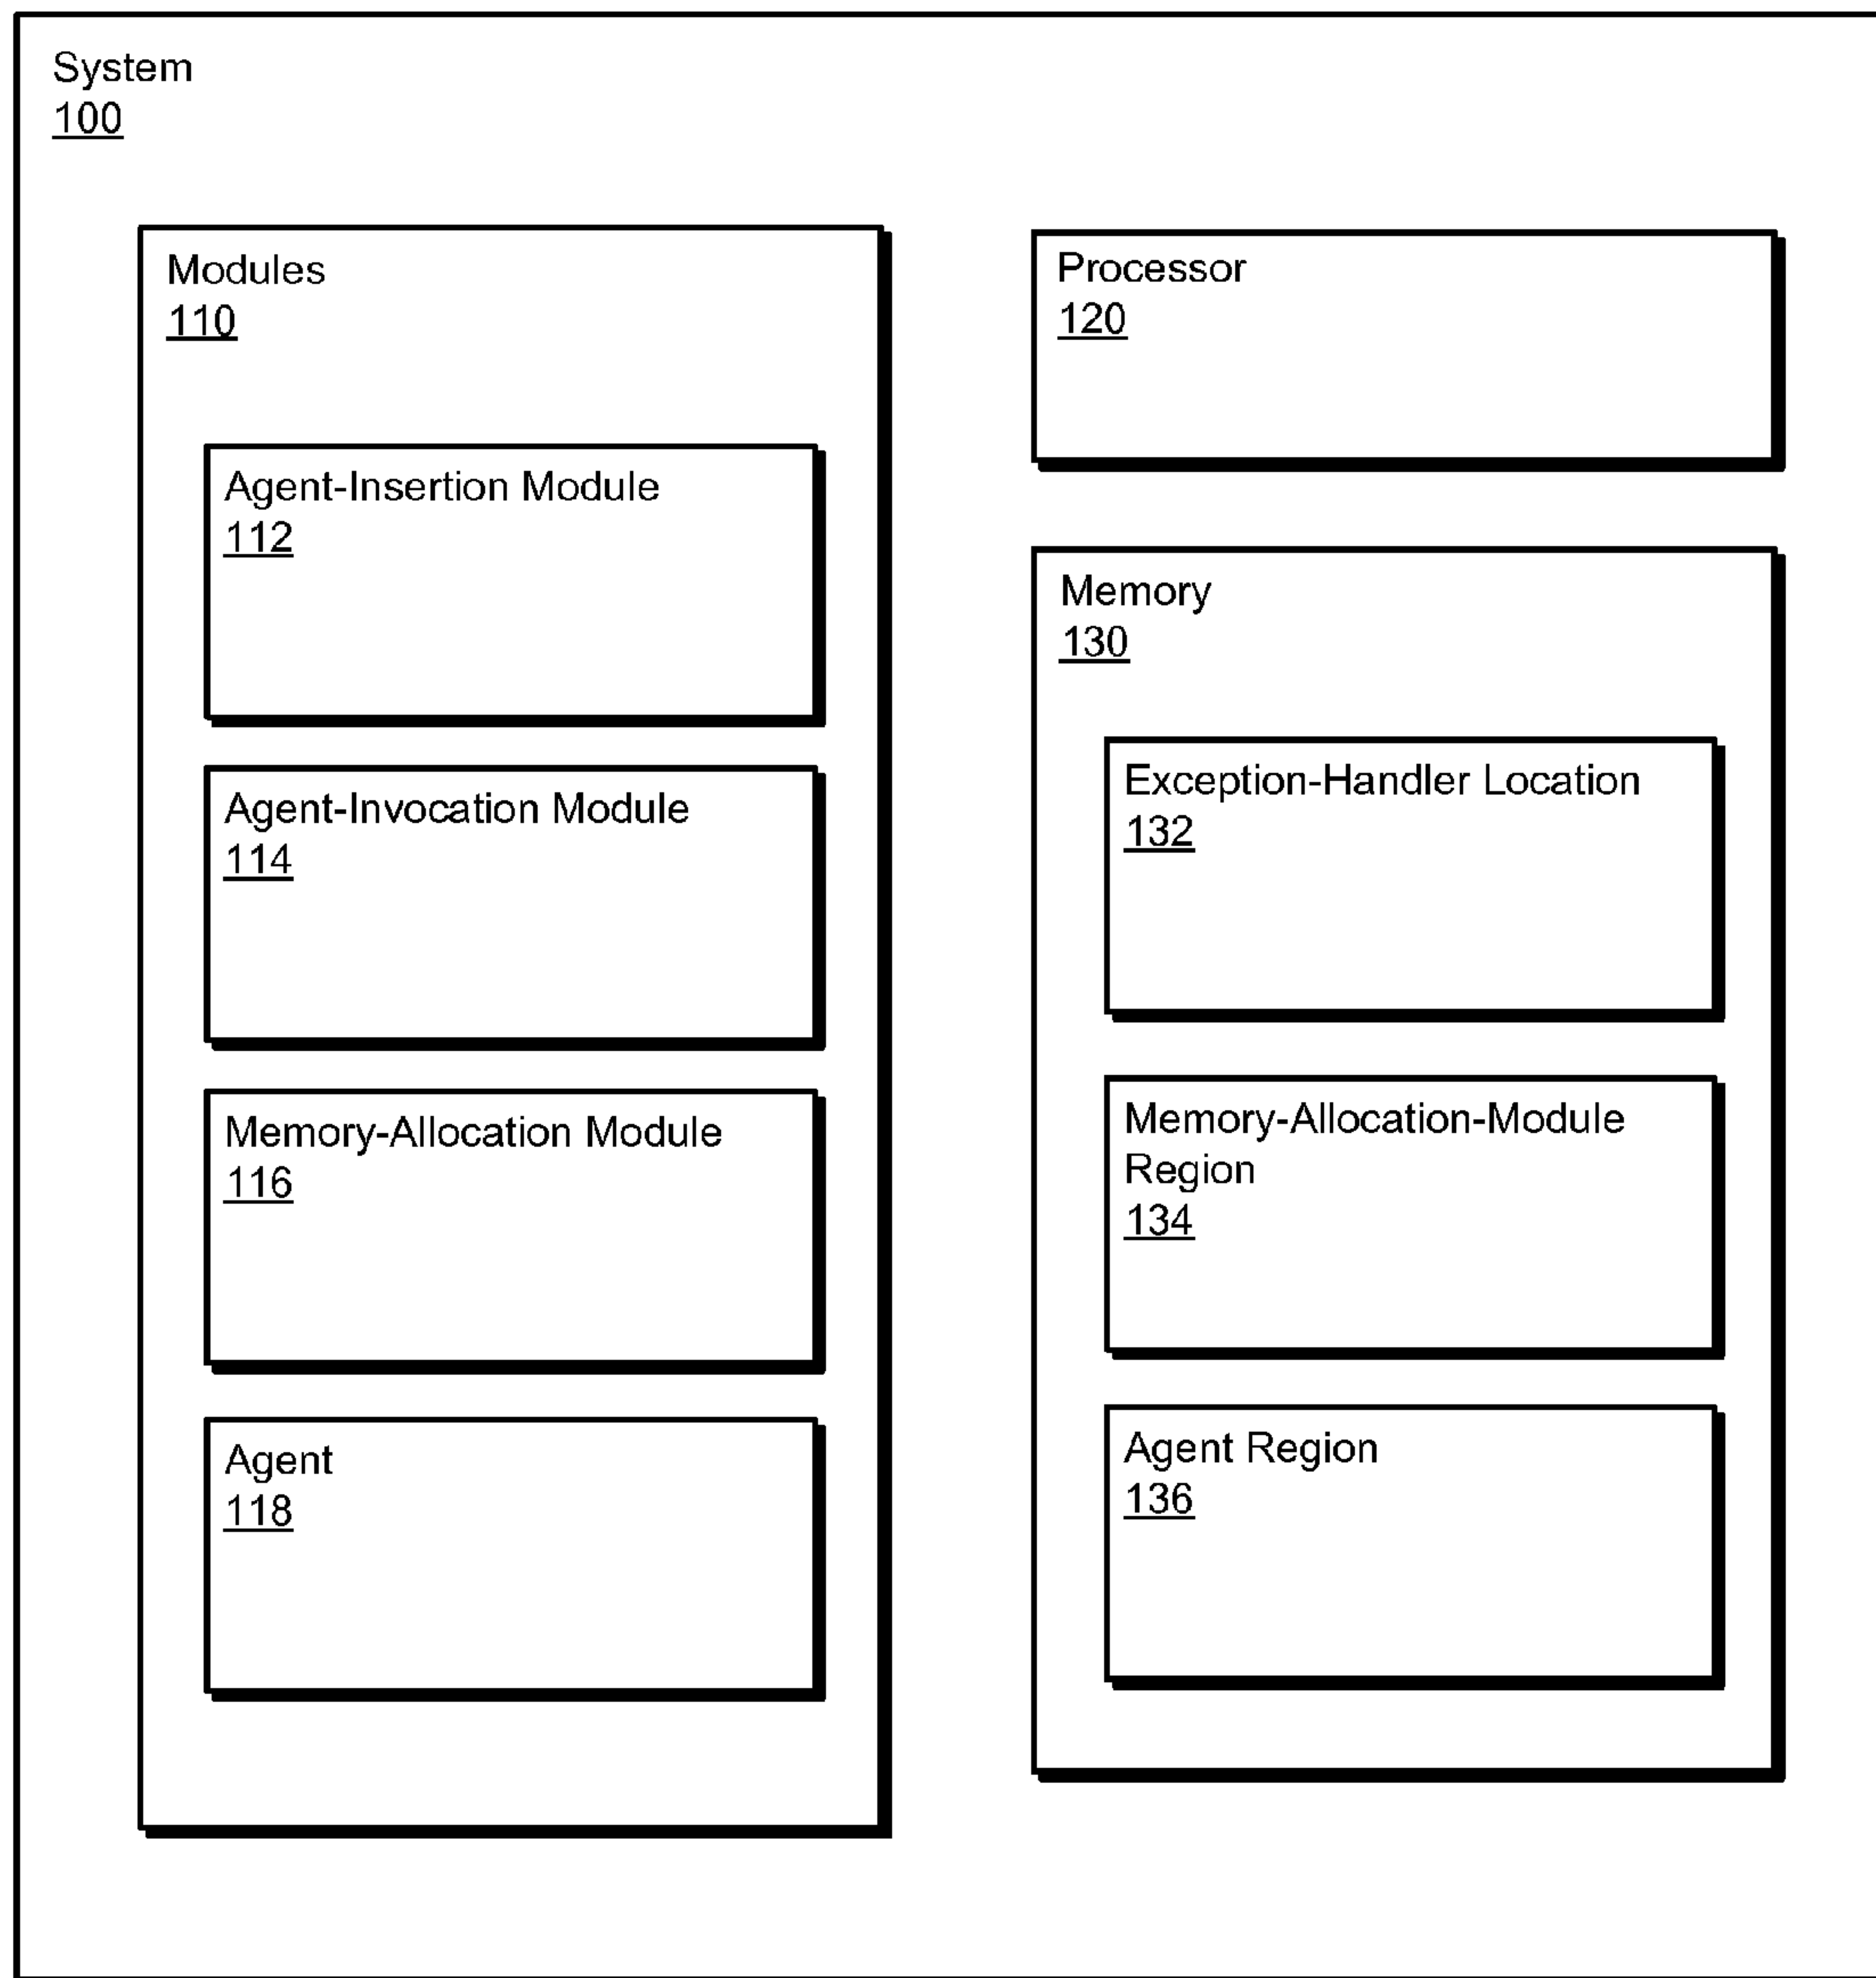 System
100
Modules
110
Agent-Insertion Module
112
Agent-Invocation Module
114
Memory-Allocation Module
116
Agent
118
Processor
120
Memory
130
Exception-Handler Location
132
Memory-Allocation-Module
Region
134
Agent Region
136